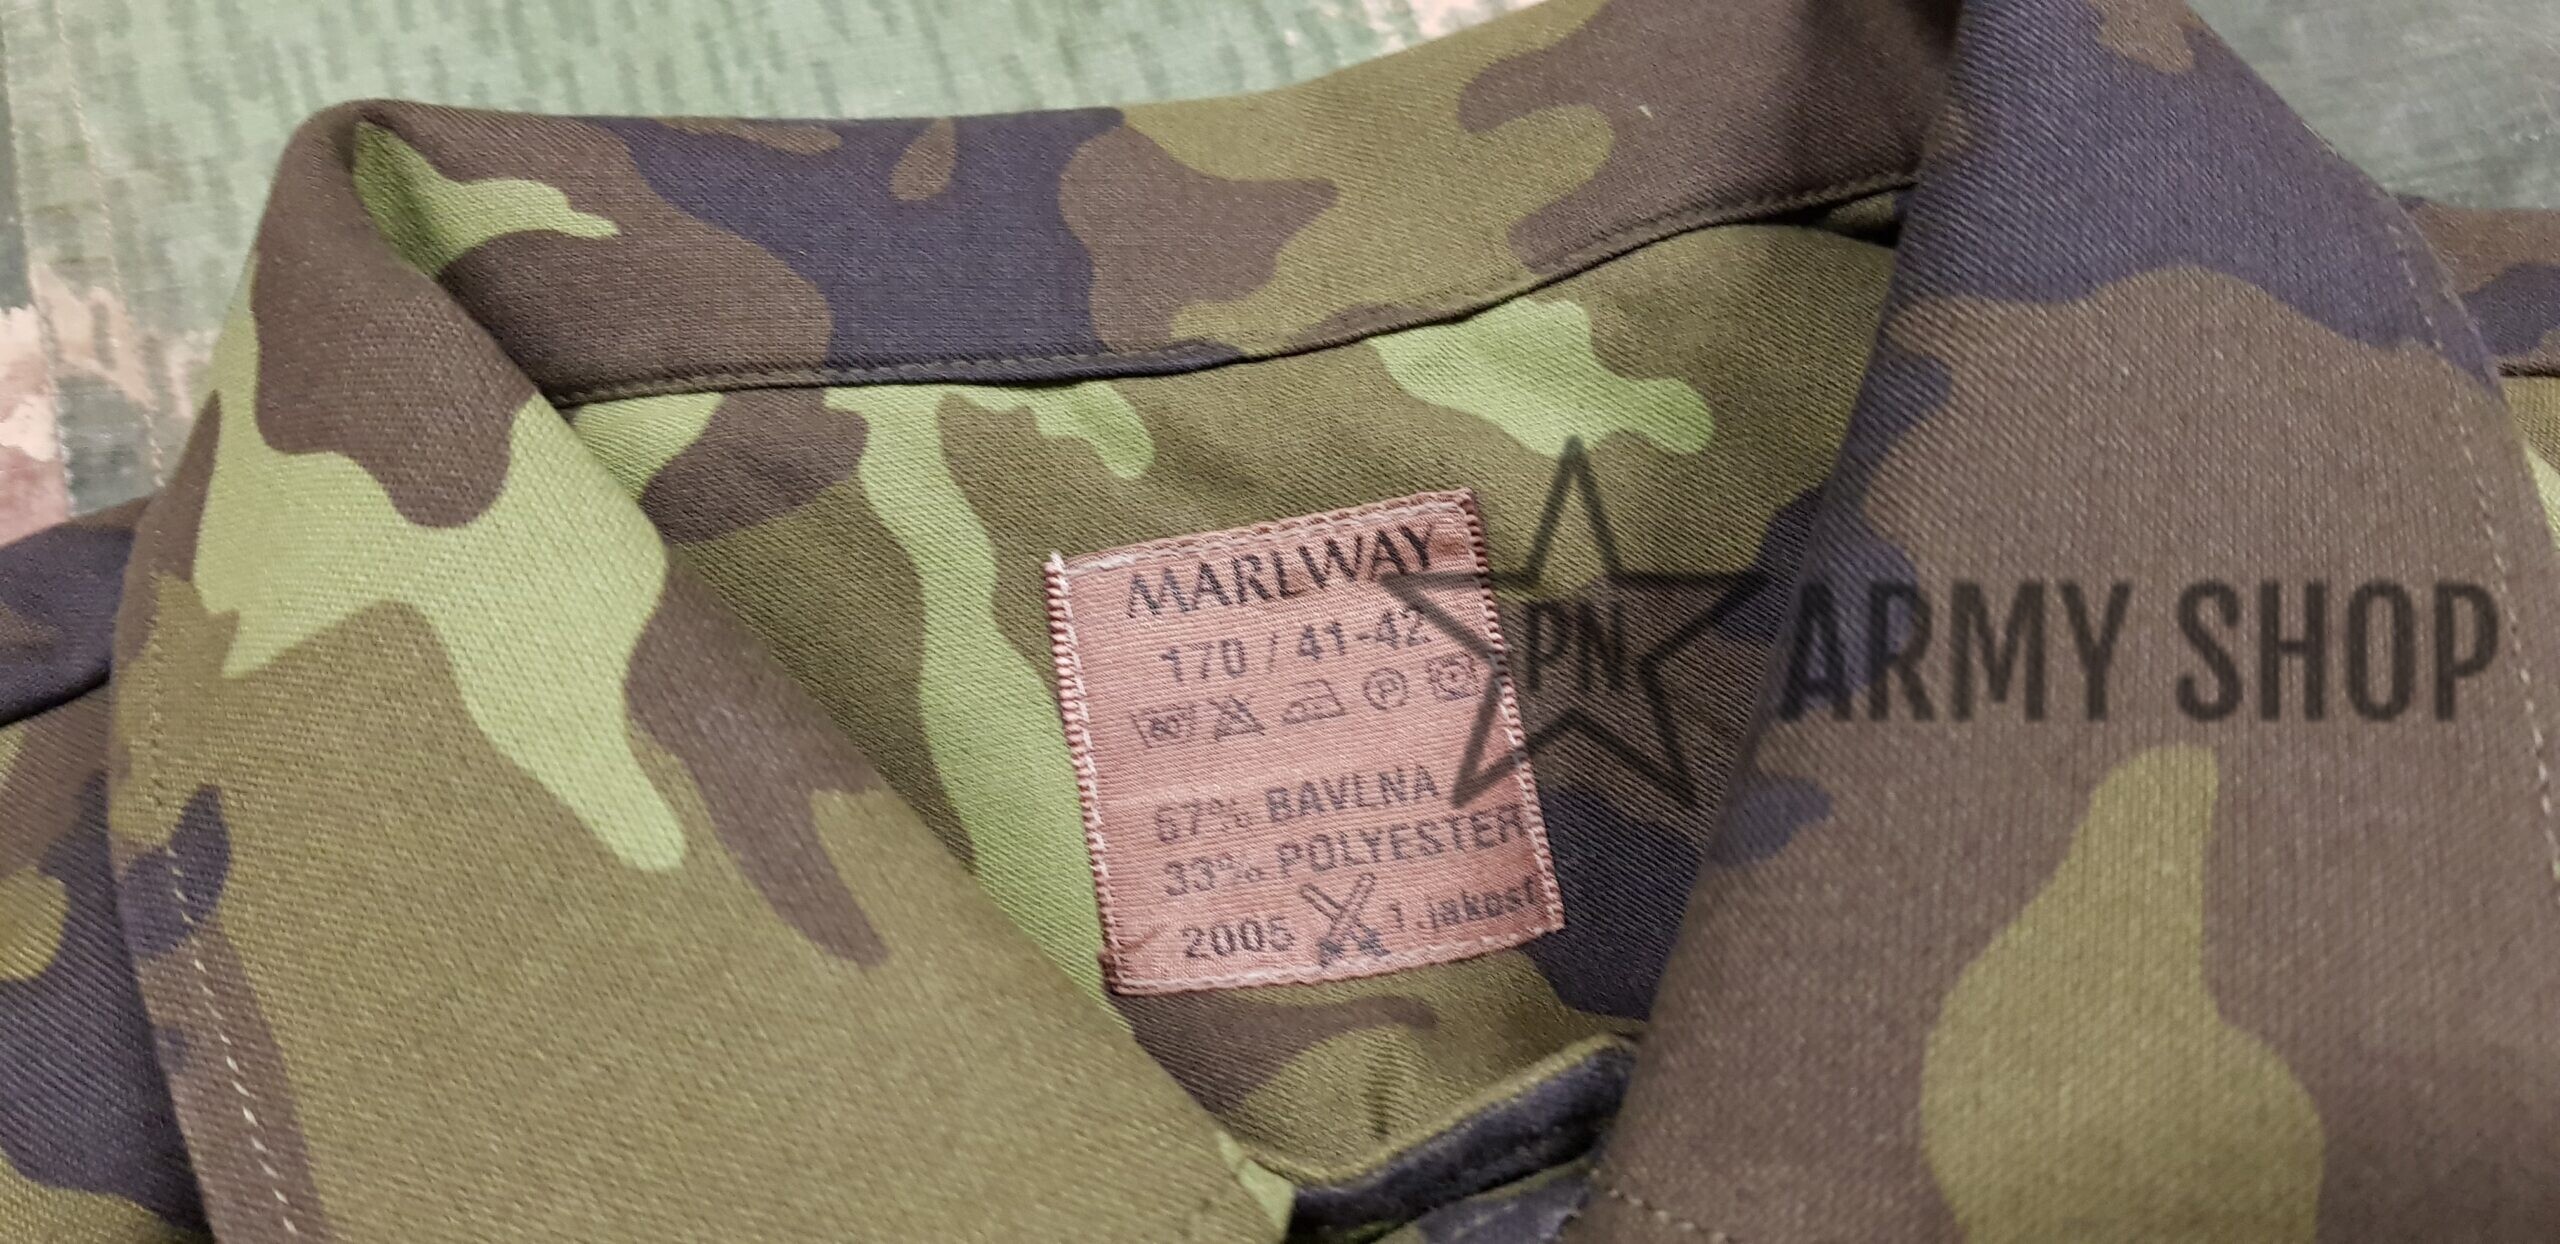 MARLWAY
170 / 41-42
67% BAVLNA
33% POLYESTER
2005 1. jakost
PN ARMY SHOP